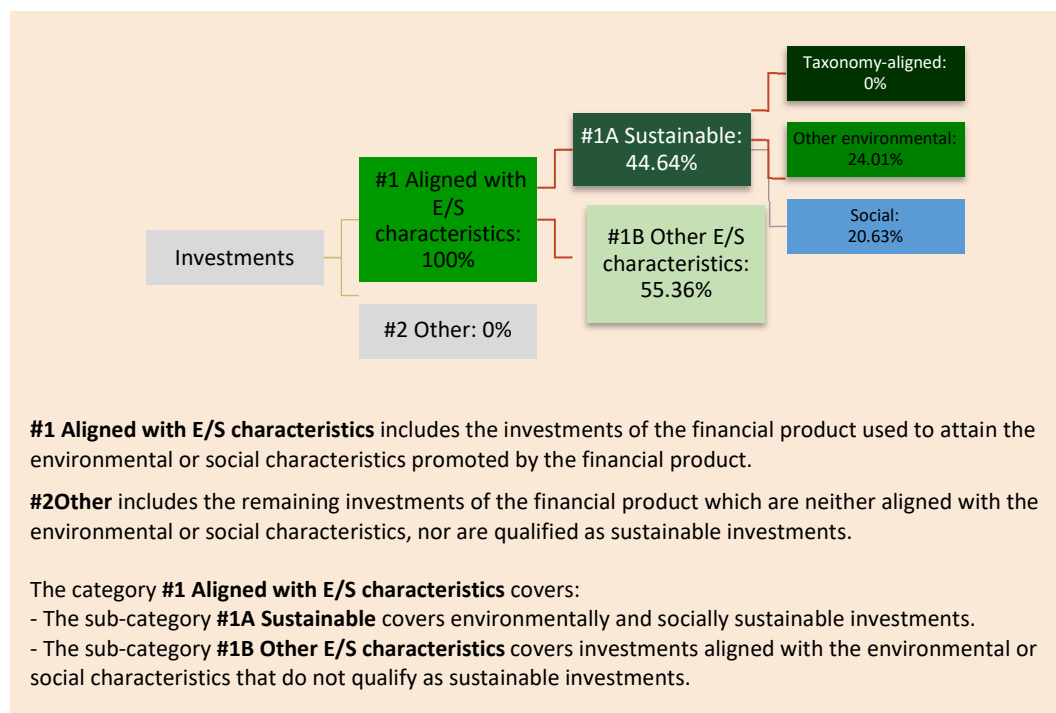 Investments
#1 Aligned with
E/S
characteristics:
100%
#2 Other: 0%
#1A Sustainable:
44.64%
#1B Other E/S
characteristics:
55.36%
Taxonomy-aligned:
0%
Other environmental:
24.01%
Social:
20.63%
#1 Aligned with E/S characteristics includes the investments of the financial product used to attain the
environmental or social characteristics promoted by the financial product.
#2Other includes the remaining investments of the financial product which are neither aligned with the
environmental or social characteristics, nor are qualified as sustainable investments.
The category #1 Aligned with E/S characteristics covers:
- The sub-category #1A Sustainable covers environmentally and socially sustainable investments.
- The sub-category #1B Other E/S characteristics covers investments aligned with the environmental or
social characteristics that do not qualify as sustainable investments.